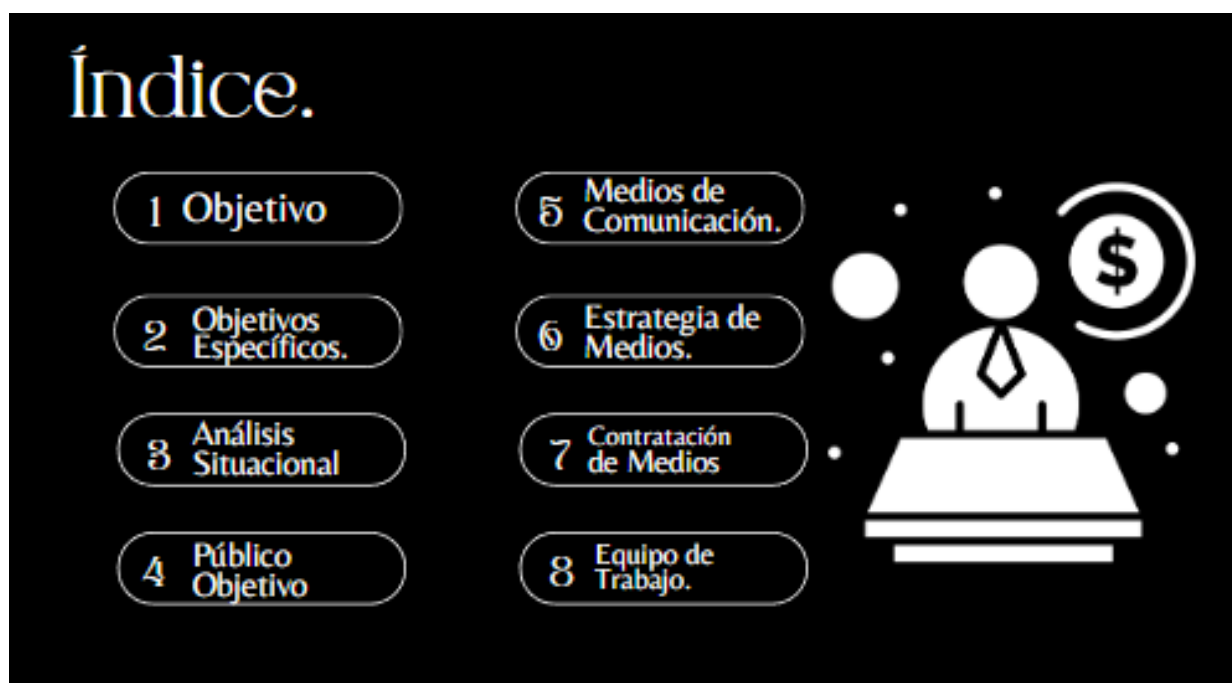 Índice.
1 Objetivo
2 Objetivos
Específicos.
3 Análisis
Situacional
4 Público
Objetivo
5 Medios de
Comunicación.
6 Estrategia de
Medios.
7 Contratación
de Medios
8 Equipo de
Trabajo.
$